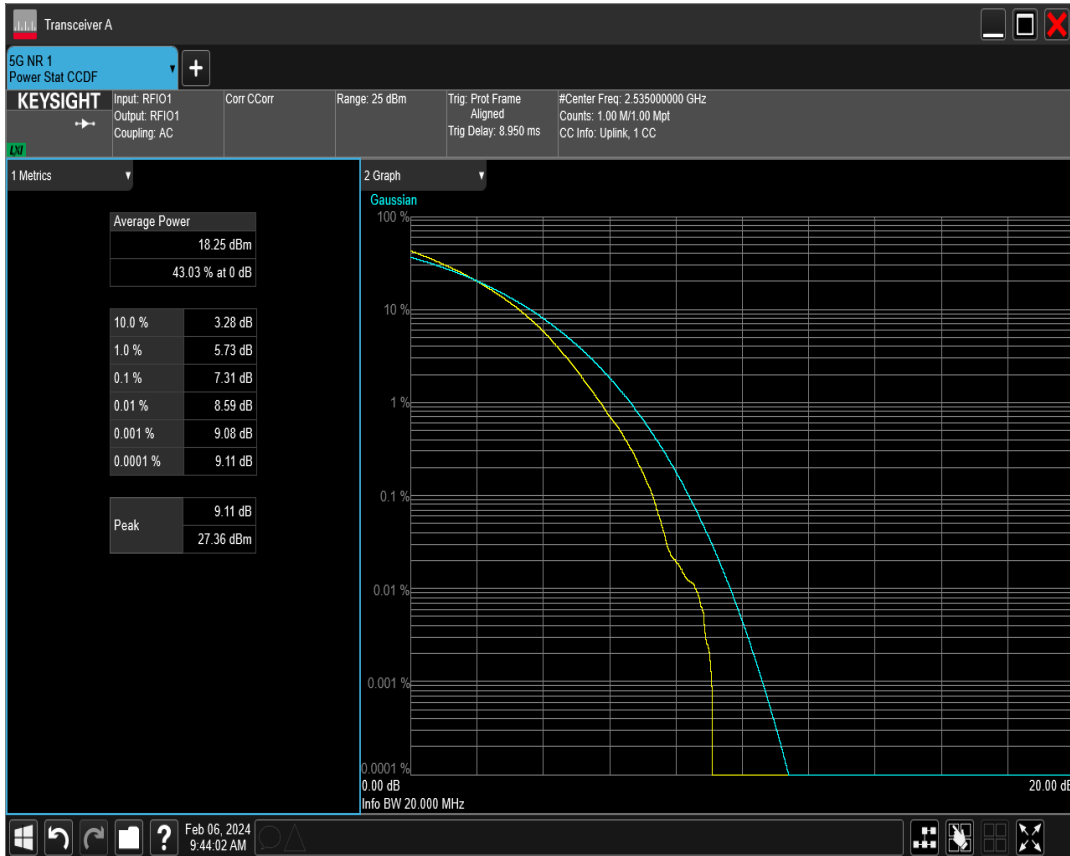 Transceiver A
5G NR 1
Power Stat CCDF
KEYSIGHT
LXI
Input: RFIO1
Output: RFIO1
Coupling: AC
Corr CCorr
Range: 25 dBm
Trig: Prot Frame
Aligned
Trig Delay: 8.950 ms
#Center Freq: 2.535000000 GHz
Counts: 1.00 M/1.00 Mpt
CC Info: Uplink, 1 CC
1 Metrics
Average Power
18.25 dBm
43.03 % at 0 dB
10.0 % 3.28 dB
1.0 % 5.73 dB
0.1 % 7.31 dB
0.01 % 8.59 dB
0.001 % 9.08 dB
0.0001 % 9.11 dB
Peak
9.11 dB
27.36 dBm
2 Graph
Gaussian
100 %
10 %
1 %
0.1 %
0.01 %
0.001 %
0.0001 %
0.00 dB 20.00 dB
Info BW 20.000 MHz
?
Feb 06, 2024
9:44:02 AM